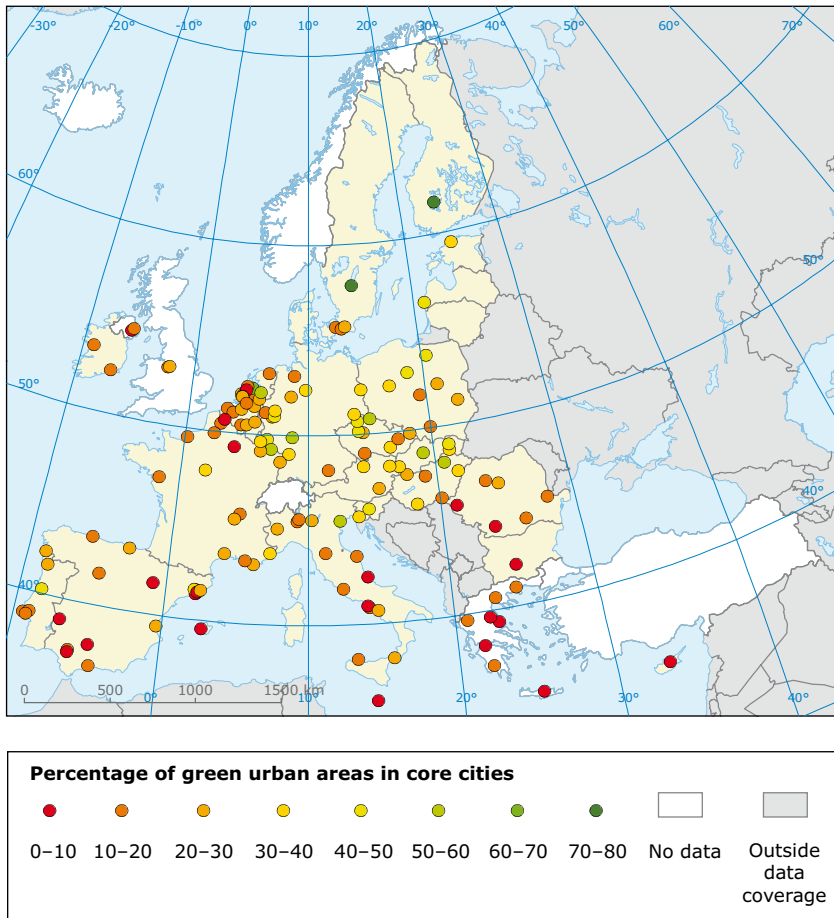 -30° -20° -10° 0° 10° 20° 30° 40° 50° 60° 70°
60°
50°
50°
40°
40°
0 500 1000 1500 km
0° 10° 20° 30° 40°
Percentage of green urban areas in core cities
0–10 10–20 20–30 30–40 40–50 50–60 60–70 70–80 No data Outside
data
coverage